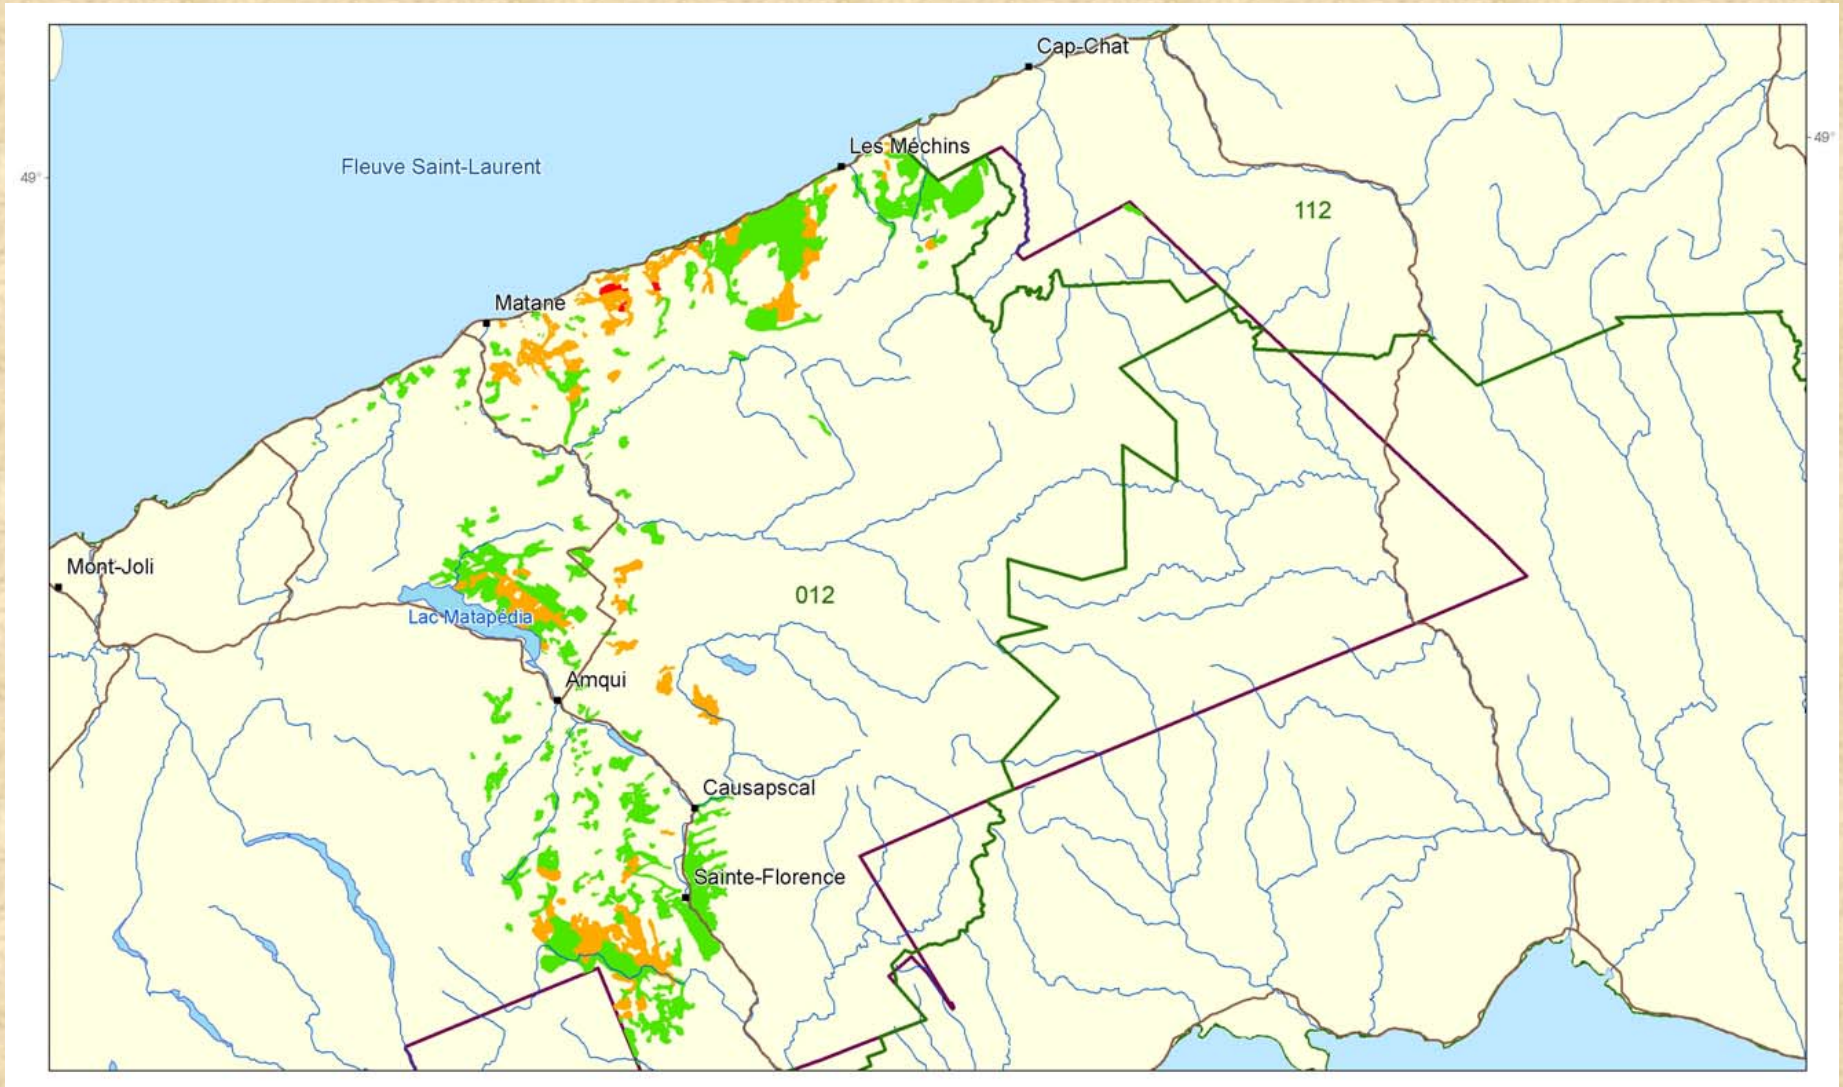 Cap-Chat
49°
Les Méchins
Fleuve Saint-Laurent
49°
112
Matane
Mont-Joli
012
Lac Matapédia
Amqui
Causapscal
Sainte-Florence